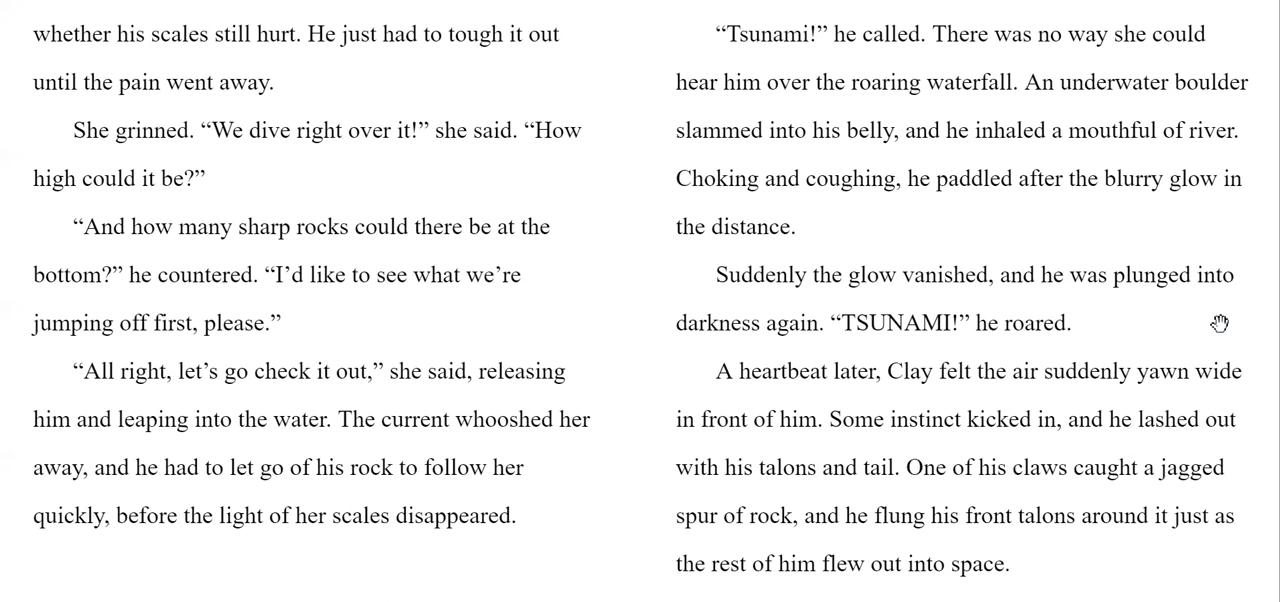 whether his scales still hurt. He just had to tough it out
until the pain went away.
She grinned. “We dive right over it!” she said. “How
high could it be?”
“And how many sharp rocks could there be at the
bottom?” he countered. “I’d like to see what we’re
jumping off first, please.”
“All right, let’s go check it out,” she said, releasing
him and leaping into the water. The current whooshed her
away, and he had to let go of his rock to follow her
quickly, before the light of her scales disappeared.
“Tsunami!” he called. There was no way she could
hear him over the roaring waterfall. An underwater boulder
slammed into his belly, and he inhaled a mouthful of river.
Choking and coughing, he paddled after the blurry glow in
the distance.
Suddenly the glow vanished, and he was plunged into
darkness again. “TSUNAMI!” he roared.
A heartbeat later, Clay felt the air suddenly yawn wide
in front of him. Some instinct kicked in, and he lashed out
with his talons and tail. One of his claws caught a jagged
spur of rock, and he flung his front talons around it just as
the rest of him flew out into space.